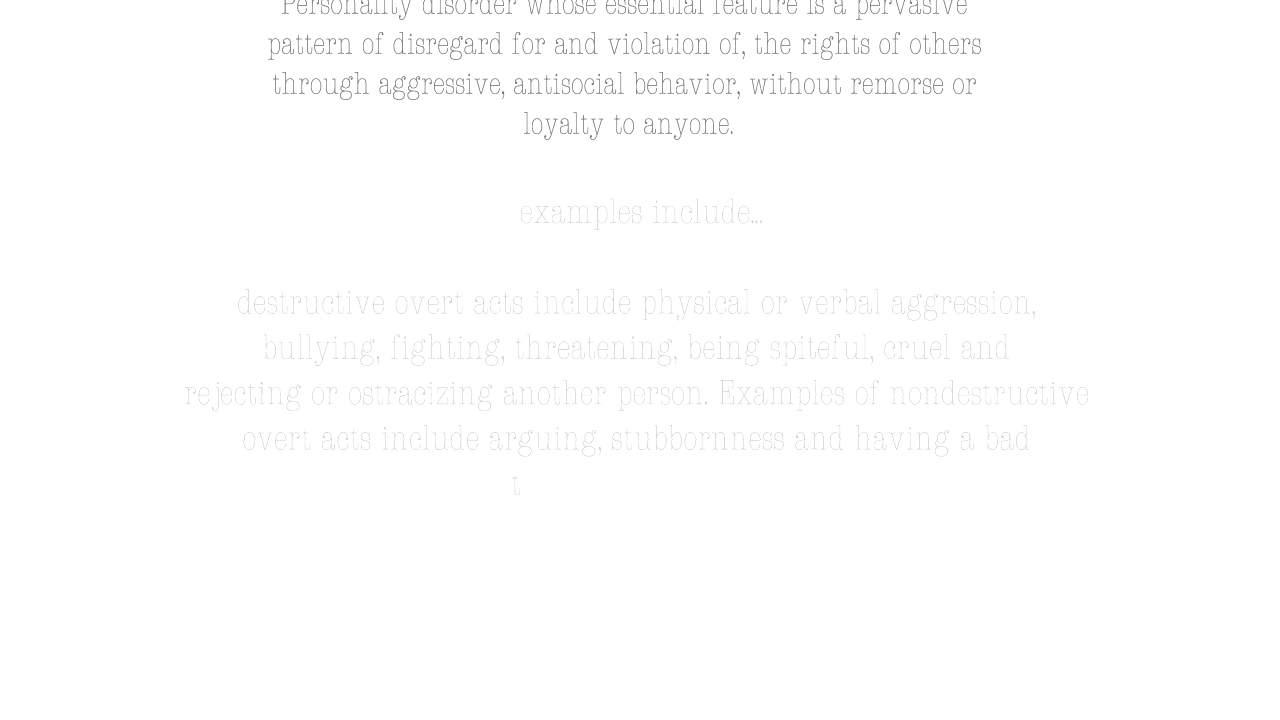 Personality disorder whose essential feature is a pervasive
pattern of disregard for and violation of, the rights of others
through aggressive, antisocial behavior, without remorse or
loyalty to anyone.
examples include...
destructive overt acts include physical or verbal aggression,
bullying, fighting, threatening, being spiteful, cruel and
rejecting or ostracizing another person. Examples of nondestructive
overt acts include arguing, stubbornness and having a bad
t